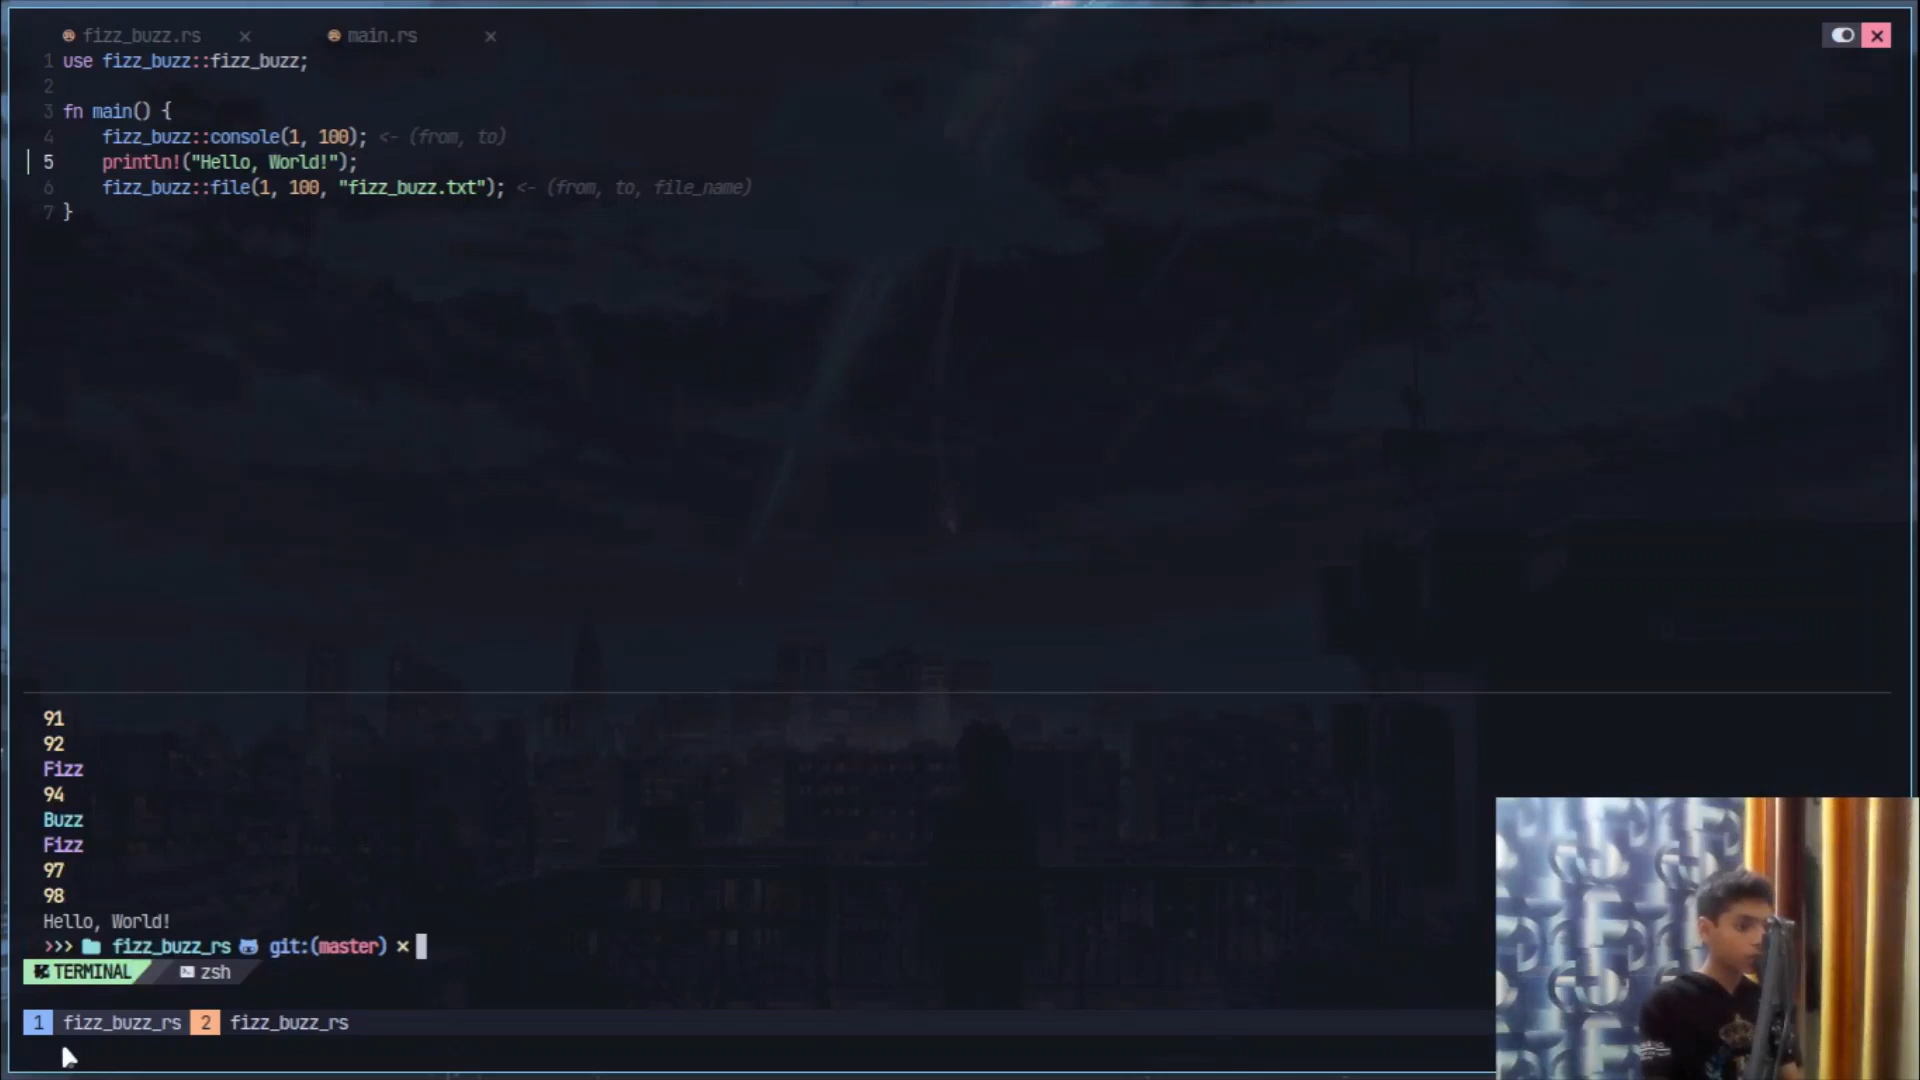 fizz_buzz.rs × main.rs ×
1 use fizz_buzz::fizz_buzz;
2
3 fn main() {
4 fizz_buzz::console(1, 100); <- (from, to)
5 println!("Hello, World!");
6 fizz_buzz::file(1, 100, "fizz_buzz.txt"); <- (from, to, file_name)
7 }
91
92
Fizz
94
Buzz
Fizz
97
98
Hello, World!
>>> fizz_buzz_rs git:(master) ×
TERMINAL zsh
1 fizz_buzz_rs 2 fizz_buzz_rs